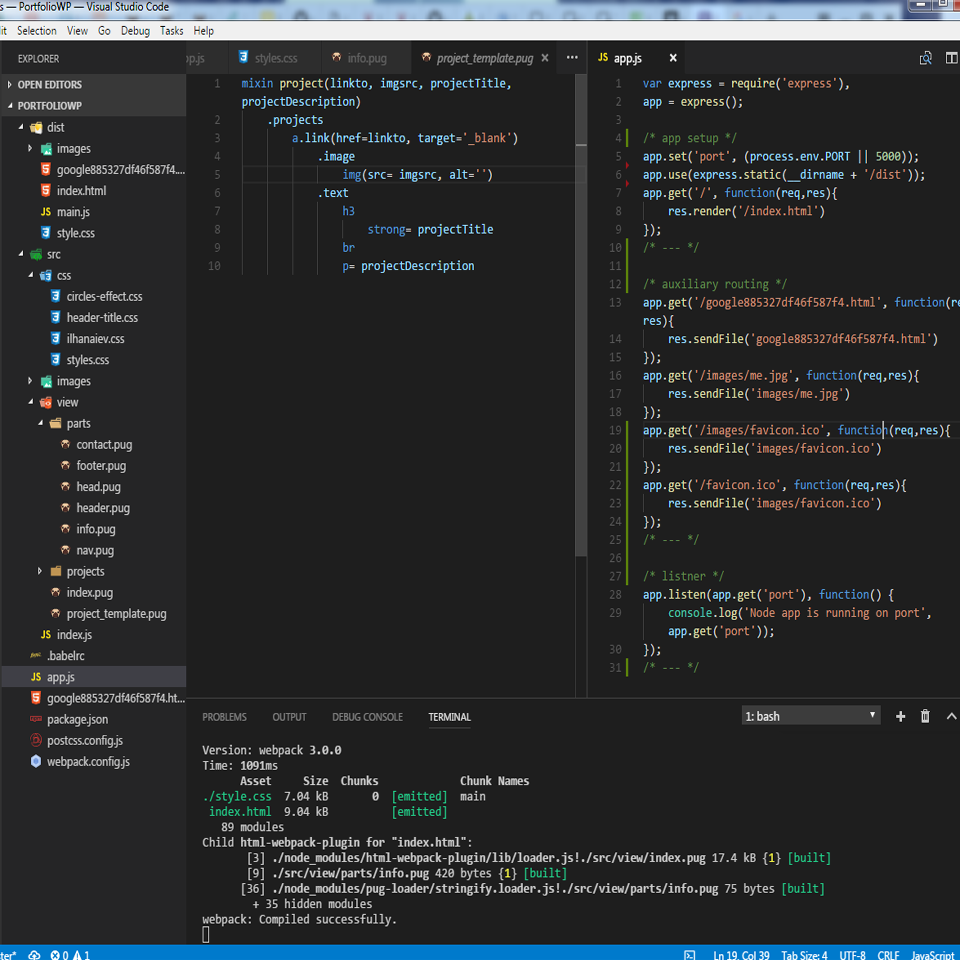 s — PortfolioWP — Visual Studio Code
it Selection View Go Debug Tasks Help
EXPLORER
OPEN EDITORS
PORTFOLIOWP
dist
images
google885327df46f587f4....
index.html
main.js
style.css
src
css
circles-effect.css
header-title.css
ilhanaiev.css
styles.css
images
view
parts
contact.pug
footer.pug
head.pug
header.pug
info.pug
nav.pug
projects
index.pug
project_template.pug
JS index.js
.babelrc
JS app.js
google885327df46f587f4.ht...
package.json
postcss.config.js
webpack.config.js
pp.js styles.css info.pug project_template.pug × ...
1 mixin project(linkto, imgsrc, projectTitle,
projectDescription)
2 .projects
3 a.link(href=linkto, target='_blank')
4 .image
5 img(src= imgsrc, alt='')
6 .text
7 h3
8 strong= projectTitle
9 br
10 p= projectDescription
JS app.js ×
1 var express = require('express'),
2 app = express();
3
4 /* app setup */
5 app.set('port', (process.env.PORT || 5000));
6 app.use(express.static(__dirname + '/dist'));
7 app.get('/', function(req,res){
8 res.render('/index.html')
9 });
10 /* --- */
11
12 /* auxiliary routing */
13 app.get('/google885327df46f587f4.html', function(re
res){
14 res.sendFile('google885327df46f587f4.html')
15 });
16 app.get('/images/me.jpg', function(req,res){
17 res.sendFile('images/me.jpg')
18 });
19 app.get('/images/favicon.ico', function(req,res){
20 res.sendFile('images/favicon.ico')
21 });
22 app.get('/favicon.ico', function(req,res){
23 res.sendFile('images/favicon.ico')
24 });
25 /* --- */
26
27 /* listner */
28 app.listen(app.get('port'), function() {
29 console.log('Node app is running on port',
app.get('port'));
30 });
31 /* --- */
PROBLEMS OUTPUT DEBUG CONSOLE TERMINAL 1: bash
Version: webpack 3.0.0
Time: 1091ms
Asset Size Chunks Chunk Names
./style.css 7.04 kB 0 [emitted] main
index.html 9.04 kB [emitted]
89 modules
Child html-webpack-plugin for "index.html":
[3] ./node_modules/html-webpack-plugin/lib/loader.js!./src/view/index.pug 17.4 kB {1} [built]
[9] ./src/view/parts/info.pug 420 bytes {1} [built]
[36] ./node_modules/pug-loader/stringify.loader.js!./src/view/parts/info.pug 75 bytes [built]
+ 35 hidden modules
webpack: Compiled successfully.
ter* 0 1 Ln 19, Col 39 Tab Size: 4 UTF-8 CRLF JavaScript